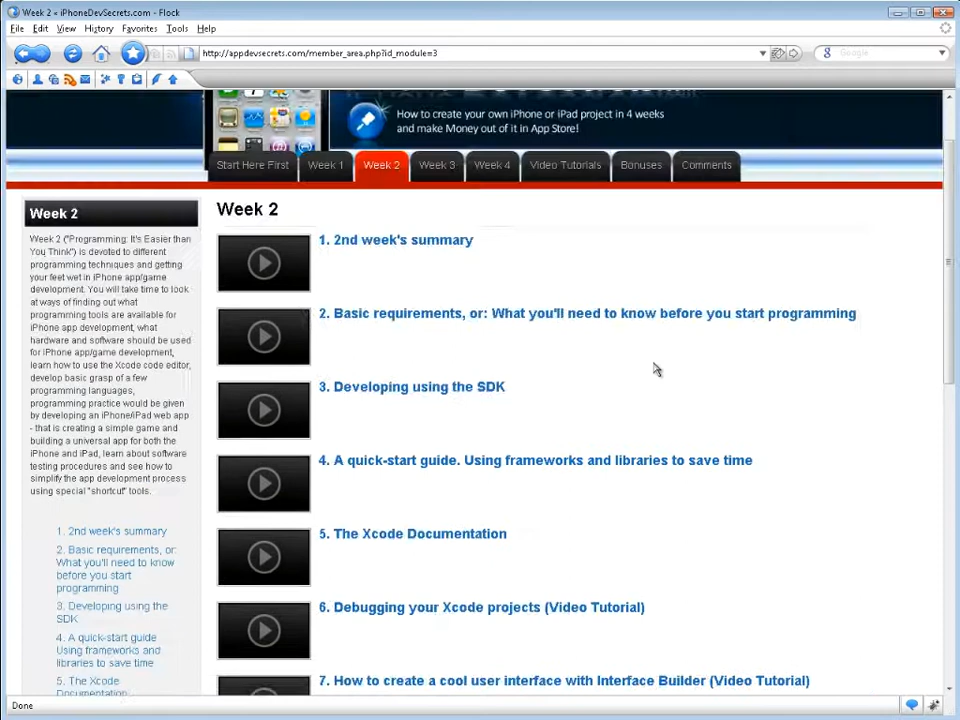 Week 2 « iPhoneDevSecrets.com - Flock
File Edit View History Favorites Tools Help
http://appdevsecrets.com/member_area.php?id_module=3
Google
How to create your own iPhone or iPad project in 4 weeks
and make Money out of it in App Store!
Start Here First Week 1 Week 2 Week 3 Week 4 Video Tutorials Bonuses Comments
Week 2
Week 2 ("Programming: It's Easier than
You Think") is devoted to different
programming techniques and getting
your feet wet in iPhone app/game
development. You will take time to look
at ways of finding out what
programming tools are available for
iPhone app development, what
hardware and software should be used
for iPhone app/game development,
learn how to use the Xcode code editor,
develop basic grasp of a few
programming languages,
programming practice would be given
by developing an iPhone/iPad web app
- that is creating a simple game and
building a universal app for both the
iPhone and iPad, learn about software
testing procedures and see how to
simplify the app development process
using special "shortcut" tools.
1. 2nd week's summary
2. Basic requirements, or:
What you'll need to know
before you start
programming
3. Developing using the
SDK
4. A quick-start guide
Using frameworks and
libraries to save time
5. The Xcode
Documentation
Week 2
1. 2nd week's summary
2. Basic requirements, or: What you'll need to know before you start programming
3. Developing using the SDK
4. A quick-start guide. Using frameworks and libraries to save time
5. The Xcode Documentation
6. Debugging your Xcode projects (Video Tutorial)
7. How to create a cool user interface with Interface Builder (Video Tutorial)
Done